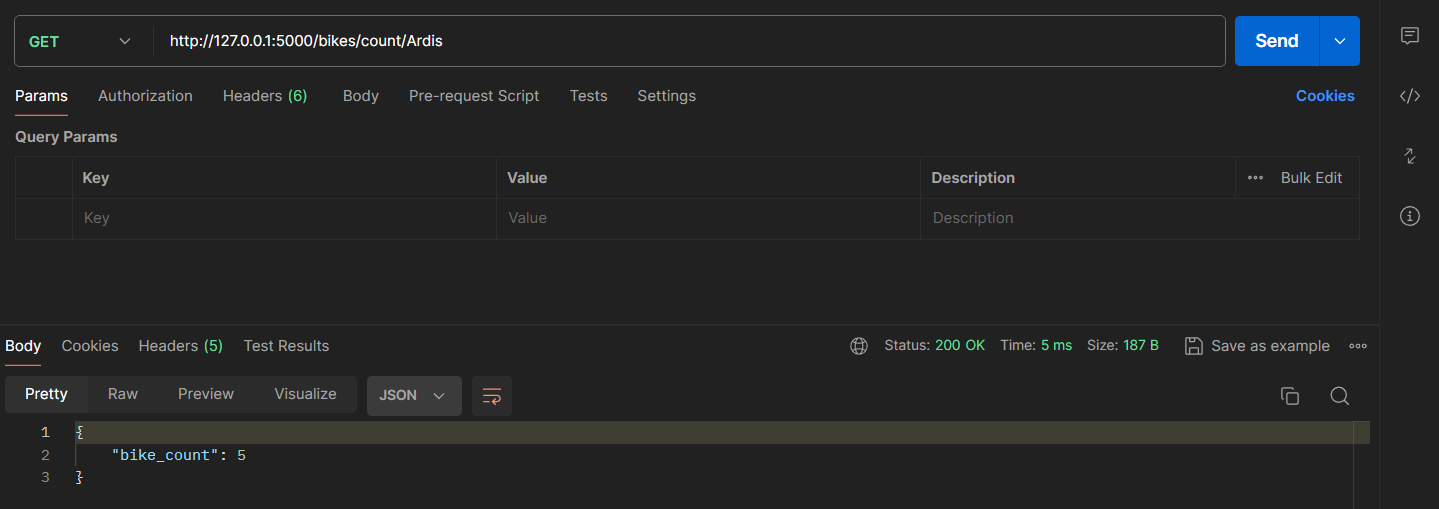 GET http://127.0.0.1:5000/bikes/count/Ardis Send
Params Authorization Headers (6) Body Pre-request Script Tests Settings Cookies
Query Params
Key Value Description Bulk Edit
Key Value Description
Body Cookies Headers (5) Test Results Status: 200 OK Time: 5 ms Size: 187 B Save as example
Pretty Raw Preview Visualize JSON
1 {
2 "bike_count": 5
3 }